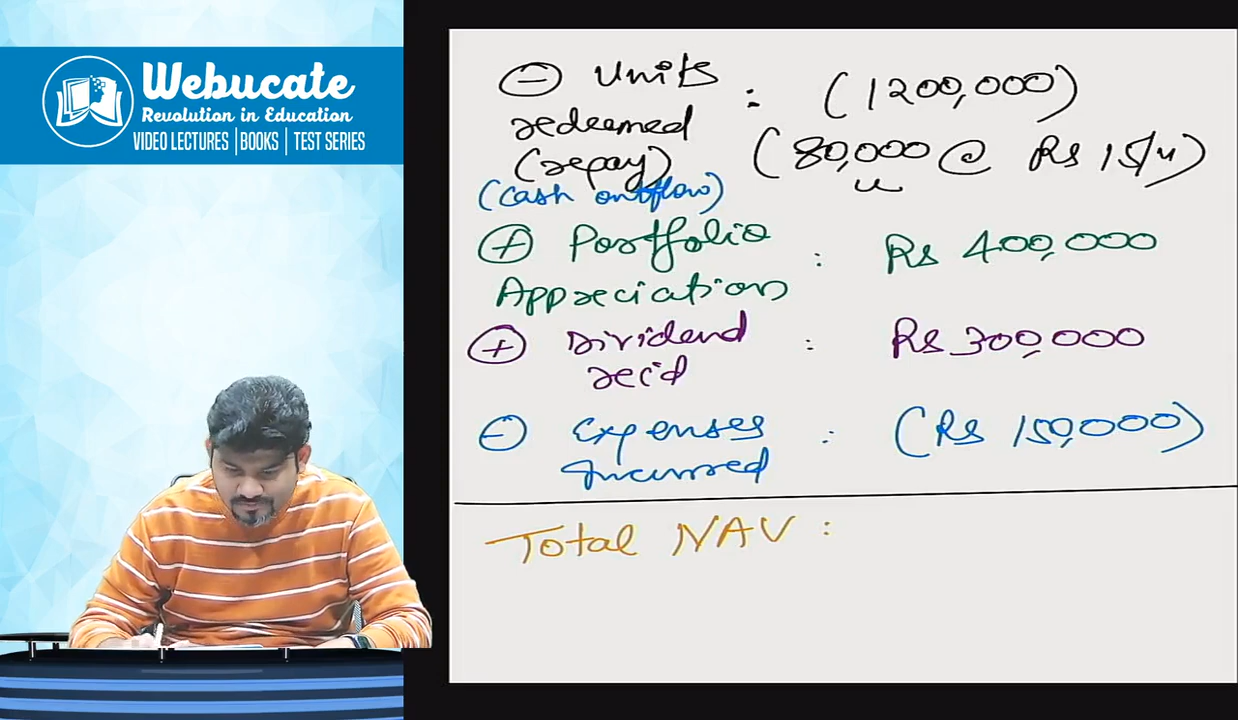 Webucate
Revolution in Education
VIDEO LECTURES | BOOKS | TEST SERIES
(-) Units redeemed (repay) : (1200,000)
(80,000 @ Rs 15/u)
u
(Cash outflow)
(+) Portfolio Appreciation : Rs 400,000
(+) Dividend recd : Rs 300,000
(-) Expenses Incurred : (Rs 150,000)
Total NAV :